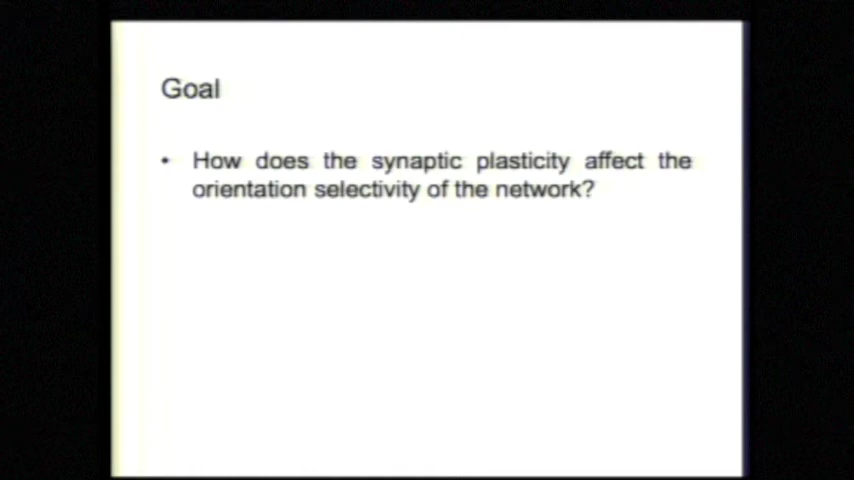 Goal
• How does the synaptic plasticity affect the
orientation selectivity of the network?